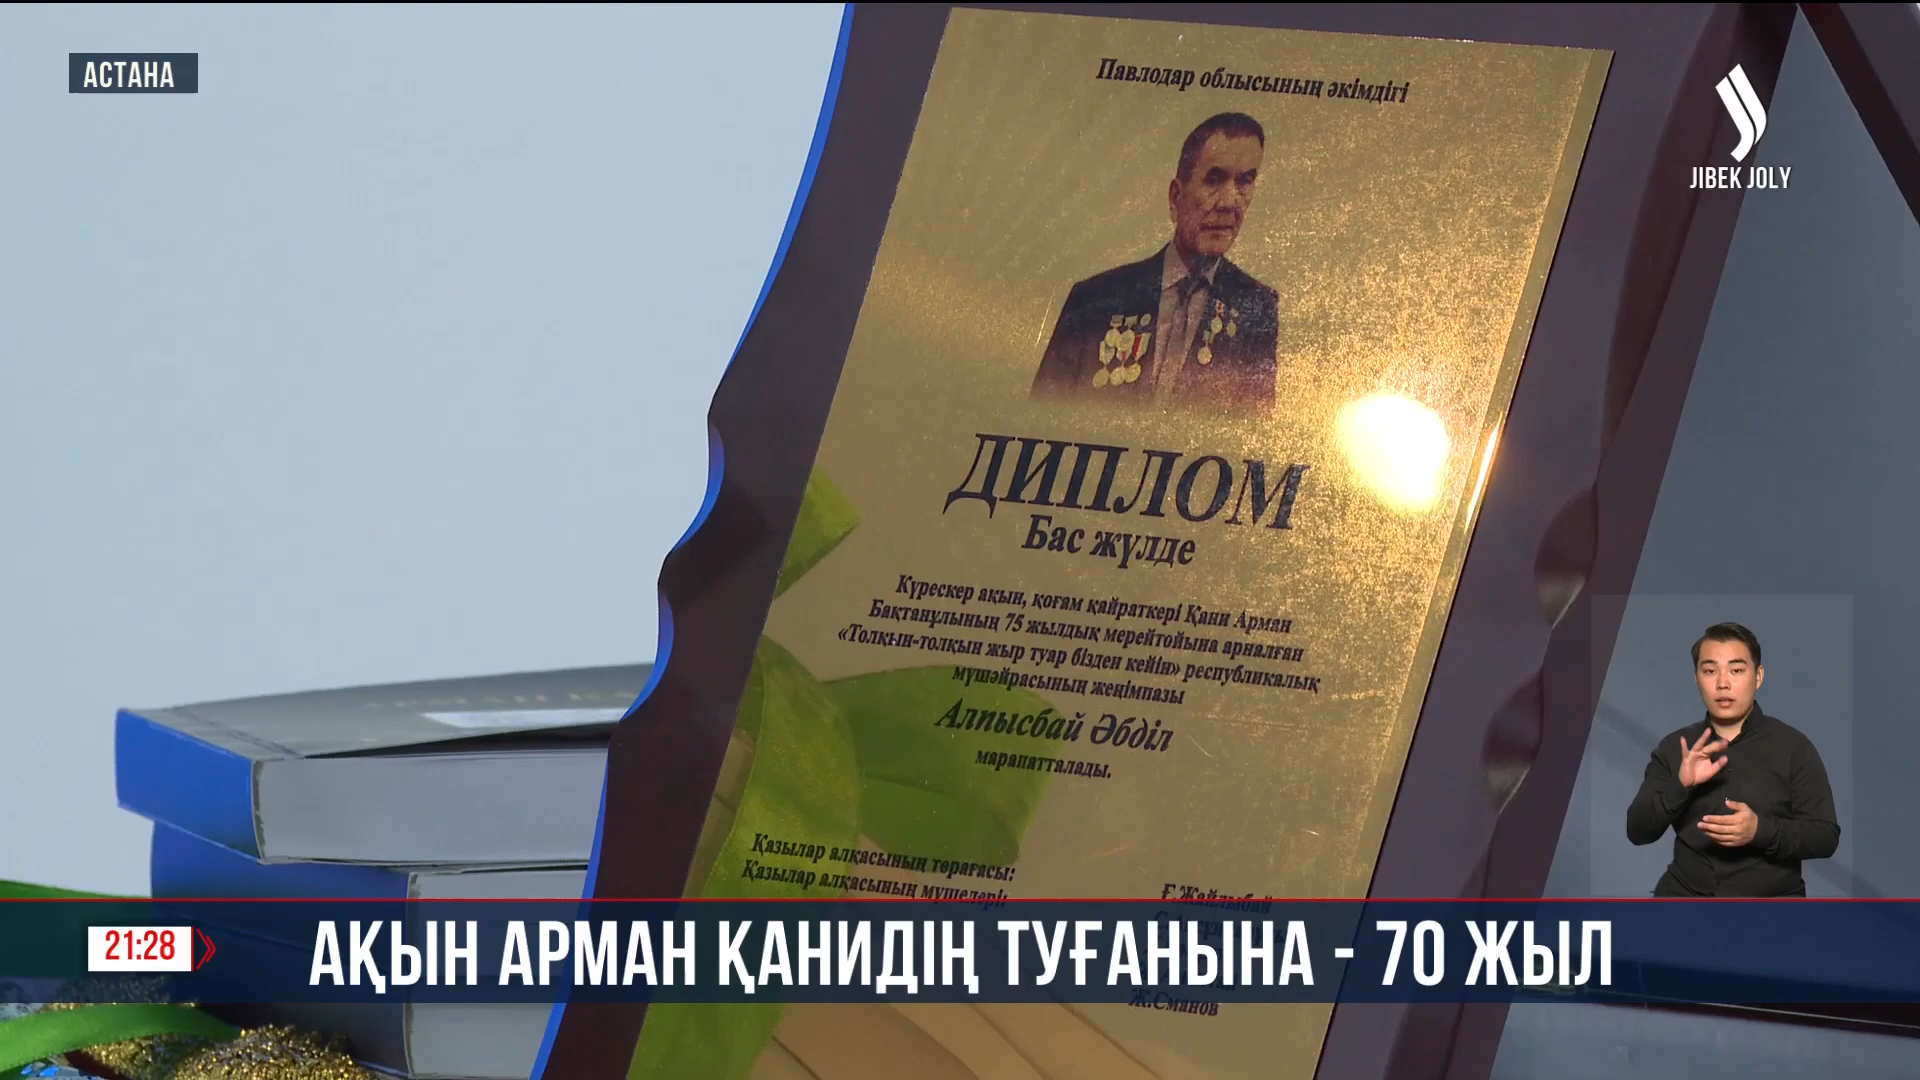 АСТАНА
JIBEK JOLY
Павлодар облысының әкімдігі
ДИПЛОМ
Бас жүлде
Күрескер ақын, қоғам қайраткері Қани Арман
Бақтанұлының 75 жылдық мерейтойына арналған
«Толқын-толқын жыр туар бізден кейін» республикалық
мүшәйрасының жеңімпазы
Алпысбай Әбділ
марапатталады.
Қазылар алқасының төрағасы:
Қазылар алқасының мүшелері:
Ғ.Жайлыбай
Ж.Сманов
21:28
АҚЫН АРМАН ҚАНИДІҢ ТУҒАНЫНА - 70 ЖЫЛ